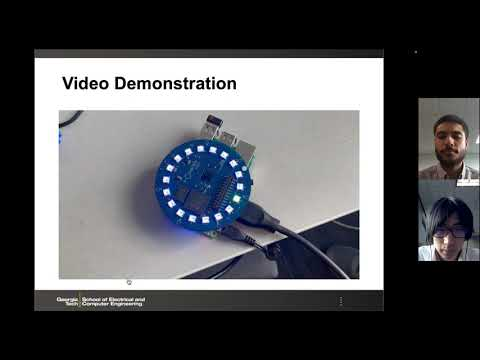 Video Demonstration
Georgia
Tech
School of Electrical and
Computer Engineering